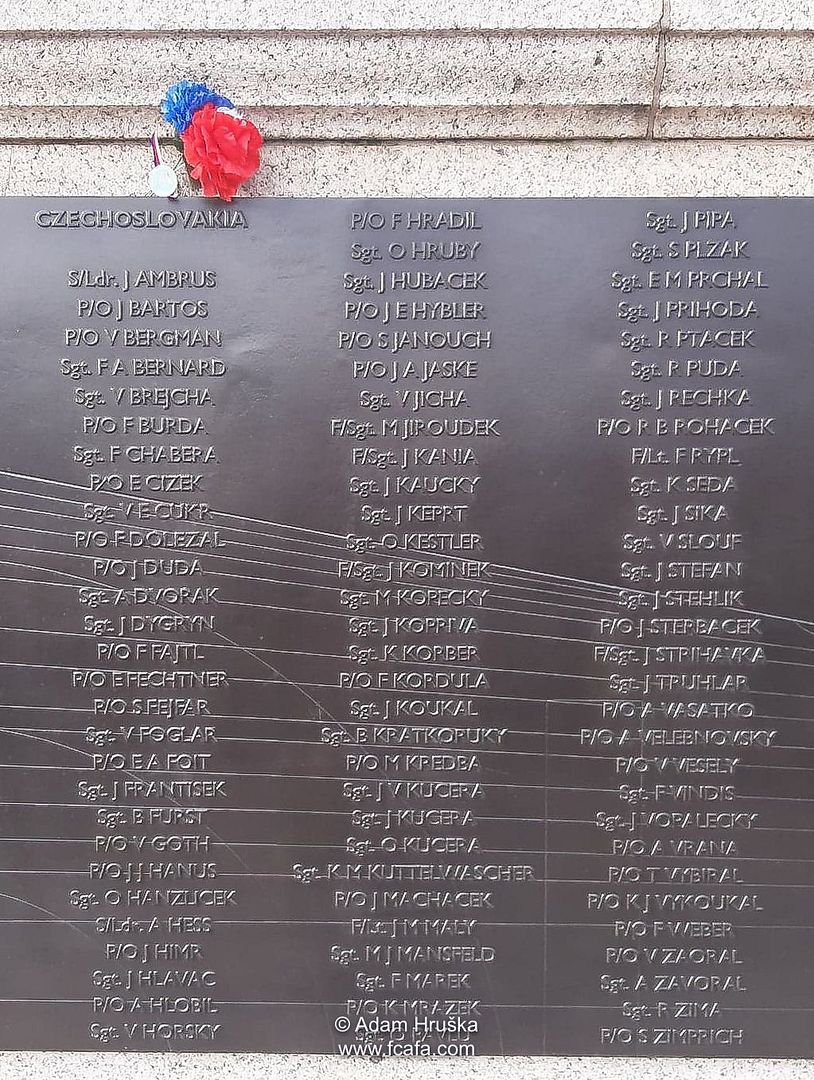 CZECHOSLOVAKIA
S/Ldr. J AMBRUS
P/O J BARTOS
P/O V BERGMAN
Sgt. F A BERNARD
Sgt. V BREJCHA
P/O F BURDA
Sgt. F CHABERA
P/O E CIZEK
Sgt. V E CUKR
P/O F DOLEZAL
P/O J DUDA
Sgt. A DVORAK
Sgt. J DYGRYN
P/O F FAJTL
P/O E FECHTNER
P/O S FEJFAR
Sgt. V FOGLAR
P/O E A FOIT
Sgt. J FRANTISEK
Sgt. B FURST
P/O V GOTH
P/O J J HANUS
Sgt. O HANZLICEK
S/Ldr. A HESS
P/O J HIMR
Sgt. J HLAVAC
P/O A HLOBIL
Sgt. V HORSKY
P/O F HRADIL
Sgt. O HRUBY
Sgt. J HUBACEK
P/O J E HYBLER
P/O S JANOUCH
P/O J A JASKE
Sgt. V JICHA
F/Sgt. M JIROUDEK
F/Sgt. J KANIA
Sgt. J KAUCKY
Sgt. J KEPRT
Sgt. O KESTLER
F/Sgt. J KOMINEK
Sgt. M KOPECKY
Sgt. J KOPRIVA
Sgt. K KORBER
P/O F KORDULA
Sgt. J KOUKAL
Sgt. B KRATKORUKY
P/O M KREDBA
Sgt. J V KUCERA
Sgt. J KUCERA
Sgt. O KUCERA
Sgt. K M KUTTELWASCHER
P/O J MACHACEK
F/Lt. J M MALY
Sgt. M J MANSFELD
Sgt. F MAREK
P/O K MRAZEK
Sgt. O PAVLU
Sgt. J PIPA
Sgt. S PLZAK
Sgt. E M PRCHAL
Sgt. J PRIHODA
Sgt. R PTACEK
Sgt. R PUDA
Sgt. J RECHKA
P/O R B ROHACEK
F/Lt. F RYPL
Sgt. K SEDA
Sgt. J SIKA
Sgt. V SLOUF
Sgt. J STEFAN
Sgt. J STEHLIK
P/O J STERBACEK
F/Sgt. J STRIHAVKA
Sgt. J TRUHLAR
P/O A VASATKO
P/O A VELEBNOVSKY
P/O V VESELY
Sgt. F VINDIS
Sgt. J VOPALECKY
P/O A VRANA
P/O T VYBIRAL
P/O K J VYKOUKAL
P/O F WEBER
P/O V ZAORAL
Sgt. A ZAVORAL
Sgt. R ZIMA
P/O S ZIMPRICH
© Adam Hruška
www.fcafa.com